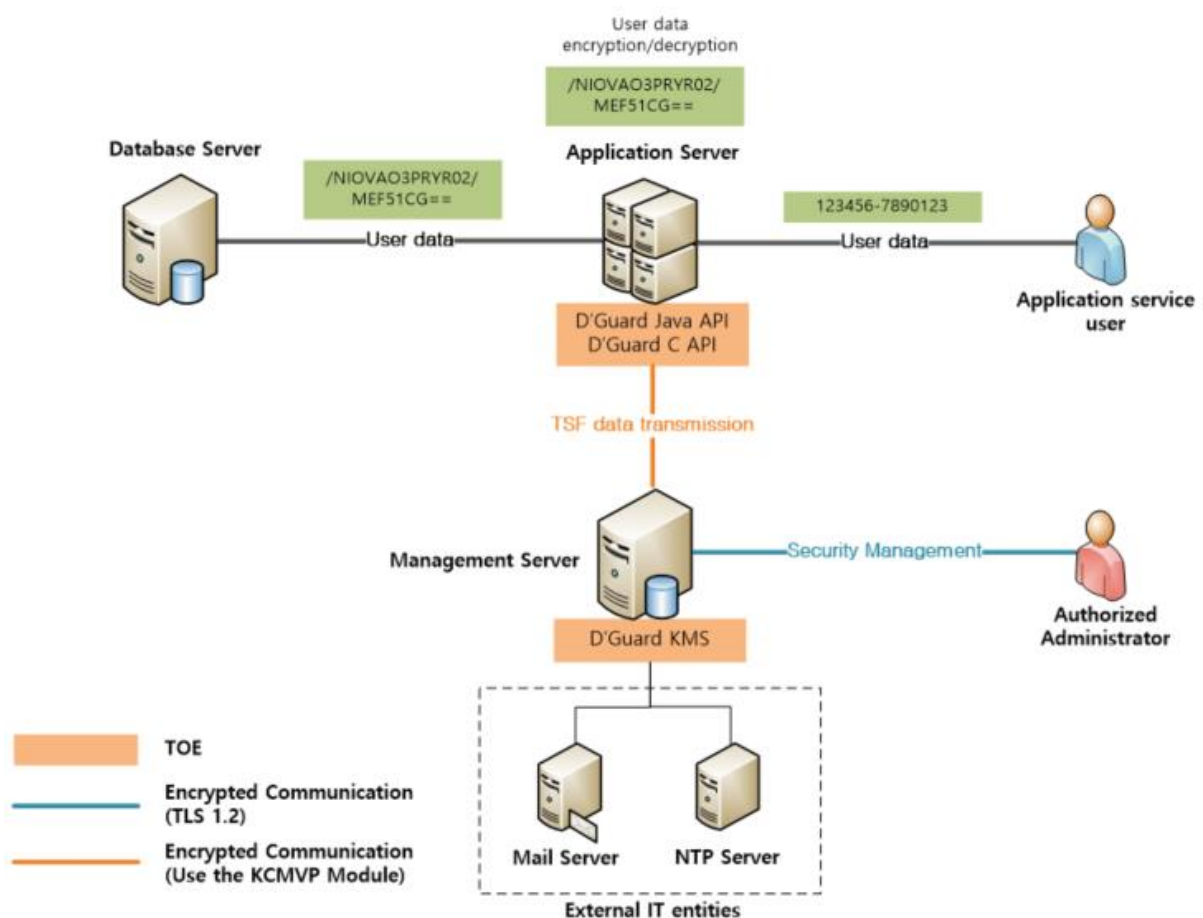 User data
encryption/decryption
/NIOVAO3PRYR02/
MEF51CG==
Database Server
Application Server
/NIOVAO3PRYR02/
MEF51CG==
123456-7890123
User data
User data
Application service
user
D'Guard Java API
D'Guard C API
TSF data transmission
Management Server
Security Management
Authorized
Administrator
D'Guard KMS
TOE
Encrypted Communication
(TLS 1.2)
Encrypted Communication
(Use the KCMVP Module)
Mail Server
NTP Server
External IT entities